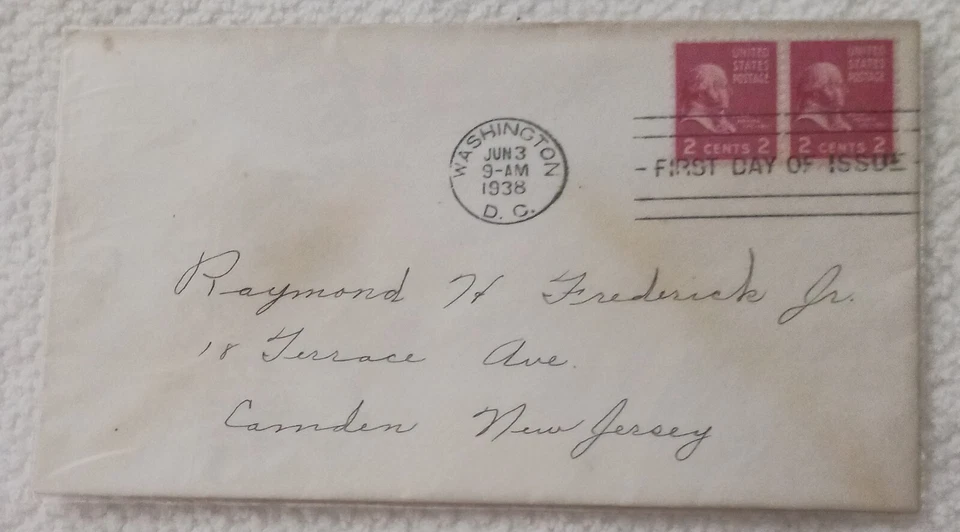 UNITED STATES POSTAGE
2 CENTS 2
UNITED STATES POSTAGE
2 CENTS 2
WASHINGTON
JUN 3
9-AM
1938
D. C.
- FIRST DAY OF ISSUE -
Raymond H Frederick Jr.
18 Terrace Ave.
Camden New Jersey